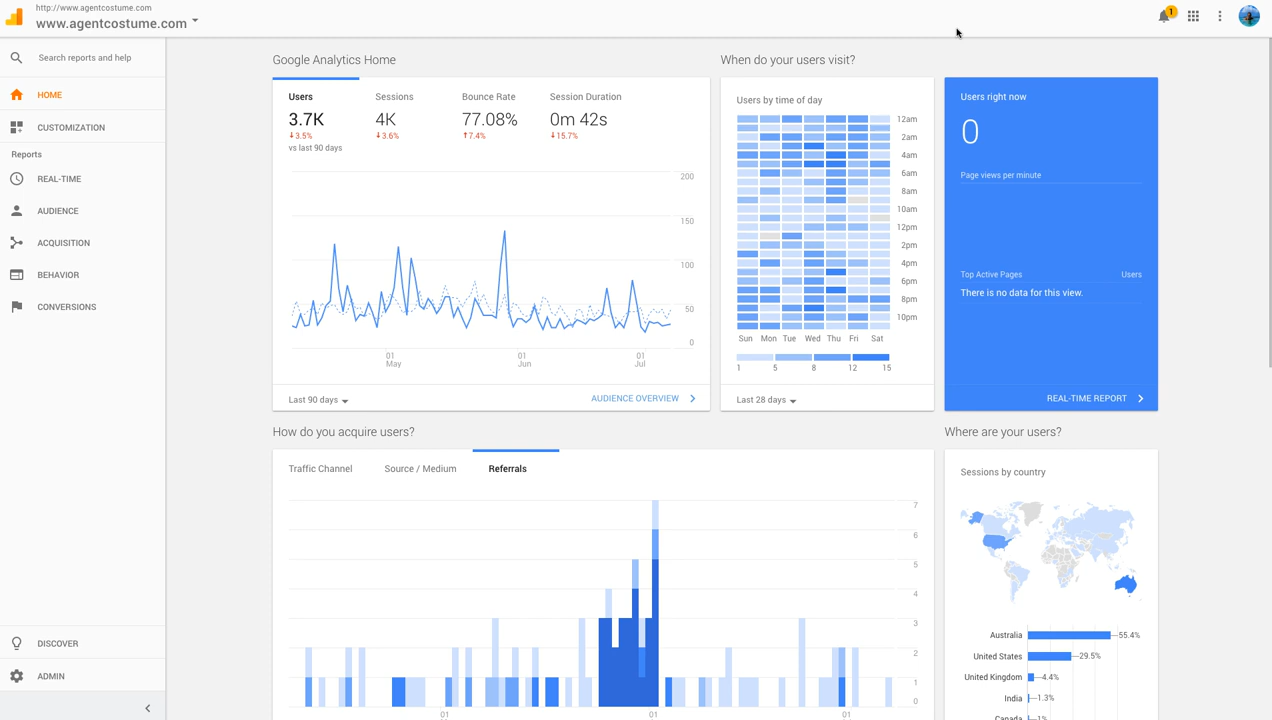 http://www.agentcostume.com
www.agentcostume.com
1
Search reports and help
HOME
CUSTOMIZATION
Reports
REAL-TIME
AUDIENCE
ACQUISITION
BEHAVIOR
CONVERSIONS
DISCOVER
ADMIN
Google Analytics Home
Users Sessions Bounce Rate Session Duration
3.7K 4K 77.08% 0m 42s
3.5% 3.6% 7.4% 15.7%
vs last 90 days
200
150
100
50
0
01 01 01
May Jun Jul
Last 90 days AUDIENCE OVERVIEW
When do your users visit?
Users by time of day
12am
2am
4am
6am
8am
10am
12pm
2pm
4pm
6pm
8pm
10pm
Sun Mon Tue Wed Thu Fri Sat
1 5 8 12 15
Last 28 days
Users right now
0
Page views per minute
Top Active Pages Users
There is no data for this view.
REAL-TIME REPORT
How do you acquire users?
Traffic Channel Source / Medium Referrals
7
6
5
4
3
2
1
0
01 01 01
Where are your users?
Sessions by country
Australia 55.4%
United States 29.5%
United Kingdom 4.4%
India 1.3%
Canada 1%